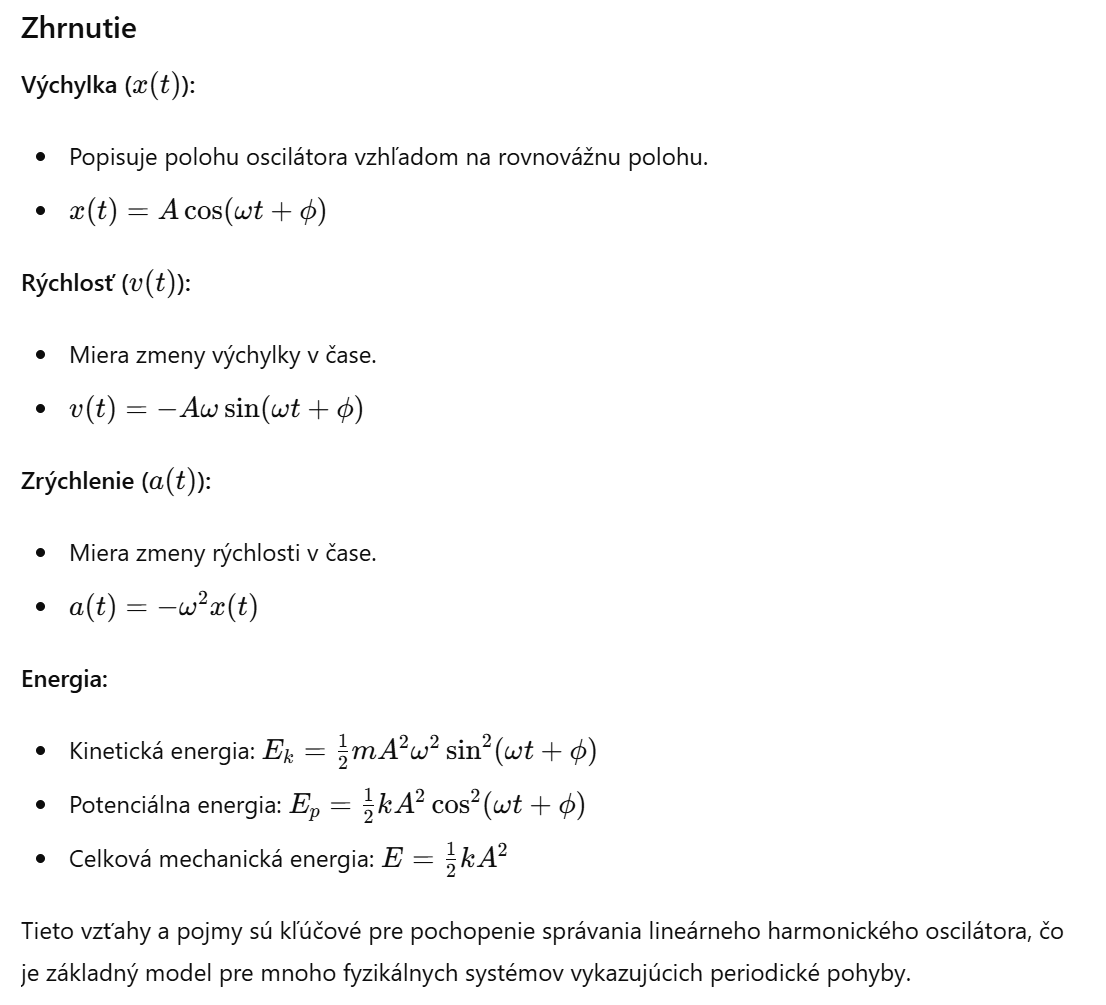 Zhrnutie
Výchylka (x(t)):
• Popisuje polohu oscilátora vzhľadom na rovnovážnu polohu.
• x(t) = A cos(ωt + ϕ)
Rýchlosť (v(t)):
• Miera zmeny výchylky v čase.
• v(t) = −Aω sin(ωt + ϕ)
Zrýchlenie (a(t)):
• Miera zmeny rýchlosti v čase.
• a(t) = −ω²x(t)
Energia:
• Kinetická energia: Eₖ = ½mA²ω² sin²(ωt + ϕ)
• Potenciálna energia: Eₚ = ½kA² cos²(ωt + ϕ)
• Celková mechanická energia: E = ½kA²
Tieto vzťahy a pojmy sú kľúčové pre pochopenie správania lineárneho harmonického oscilátora, čo
je základný model pre mnoho fyzikálnych systémov vykazujúcich periodické pohyby.